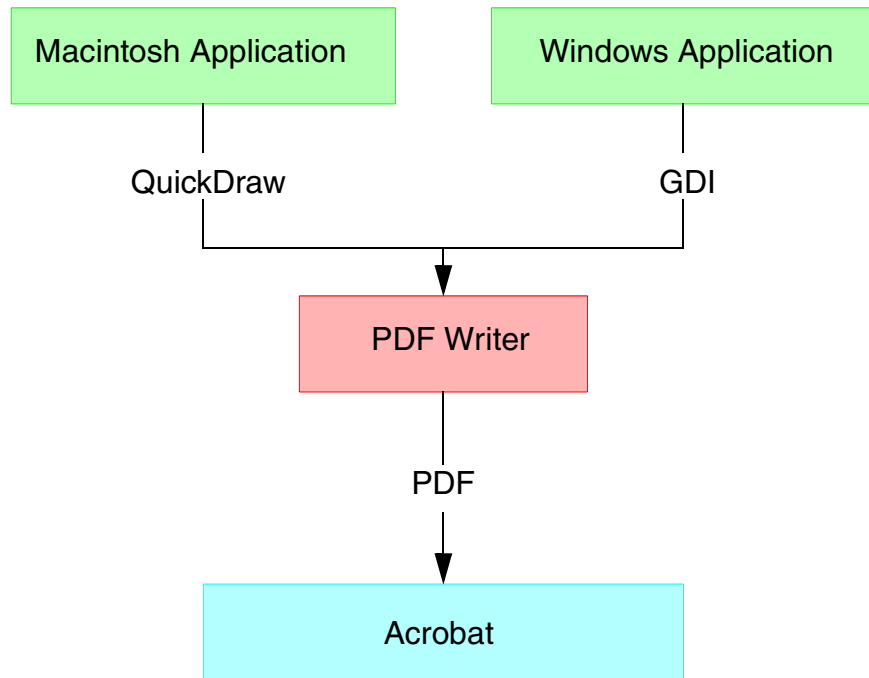 Macintosh Application
Windows Application
QuickDraw
GDI
PDF Writer
PDF
Acrobat